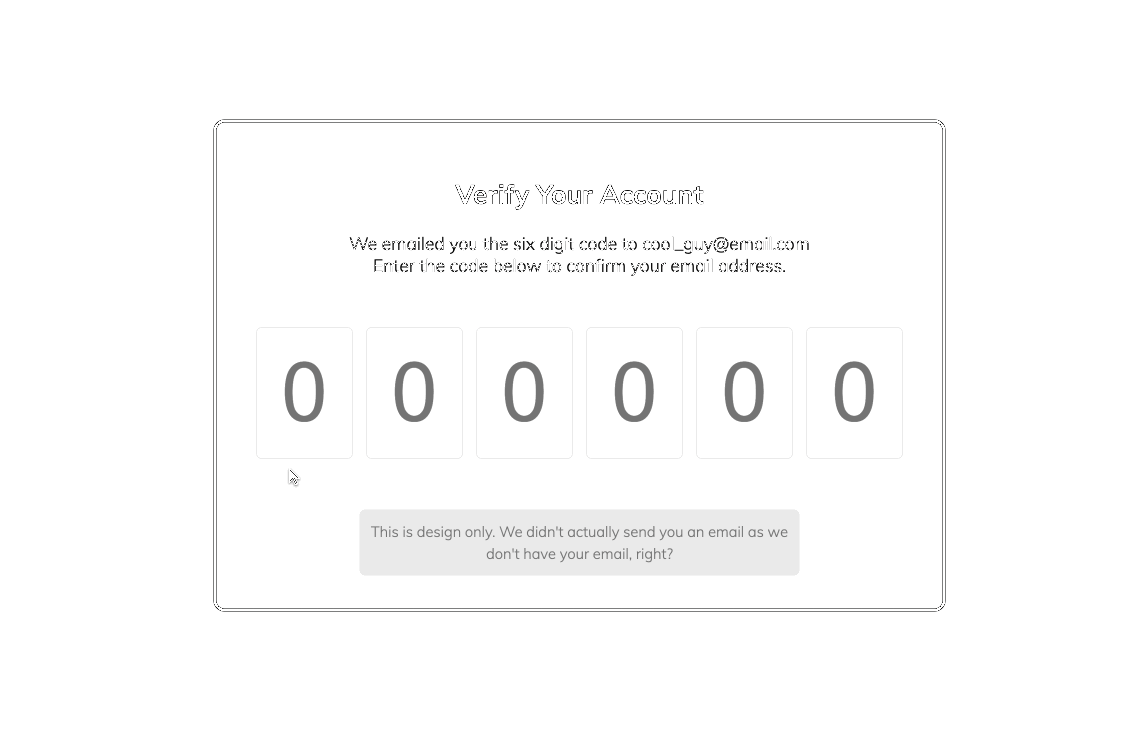 Verify Your Account
We emailed you the six digit code to cool_guy@email.com
Enter the code below to confirm your email address.
0 0 0 0 0 0
This is design only. We didn't actually send you an email as we
don't have your email, right?